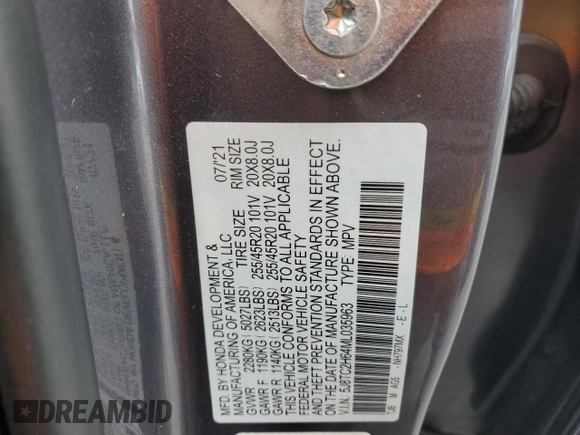 MFD. BY HONDA DEVELOPMENT & 07/'21
MANUFACTURING OF AMERICA, LLC
TIRE SIZE RIM SIZE
GVWR 2280KG ( 5027LBS)
GAWR F 1190KG ( 2623LBS) 255/45R20 101V 20X8.0J
GAWR R 1140KG ( 2513LBS) 255/45R20 101V 20X8.0J
THIS VEHICLE CONFORMS TO ALL APPLICABLE
FEDERAL MOTOR VEHICLE SAFETY
& THEFT PREVENTION STANDARDS IN EFFECT
ON THE DATE OF MANUFACTURE SHOWN ABOVE.
V.I.N. 5J8TC2H64ML035963 TYPE: MPV
GJB M AG5 NH797MX - E - L
DREAMBID